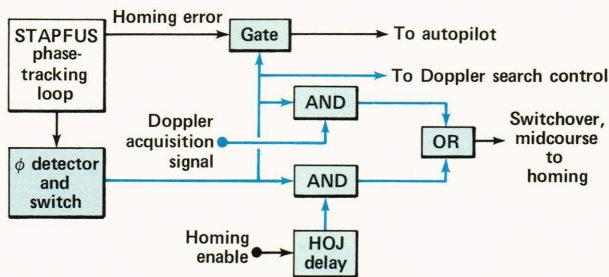 STAPFUS
phase-
tracking
loop
Homing error
Gate
To autopilot
To Doppler search control
AND
Doppler
acquisition
signal
OR
Switchover,
midcourse
to
homing
ϕ detector
and
switch
AND
Homing
enable
HOJ
delay